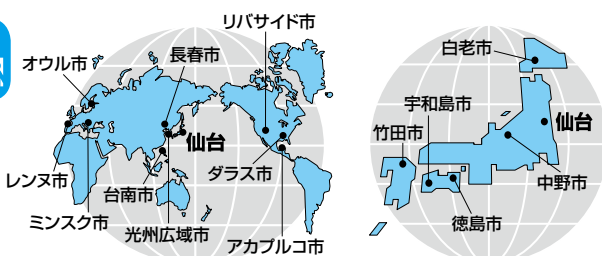 リバサイド市
オウル市
長春市
仙台
レンヌ市
台南市
ダラス市
ミンスク市
光州広域市
アカプルコ市
白老市
宇和島市
竹田市
仙台
中野市
徳島市